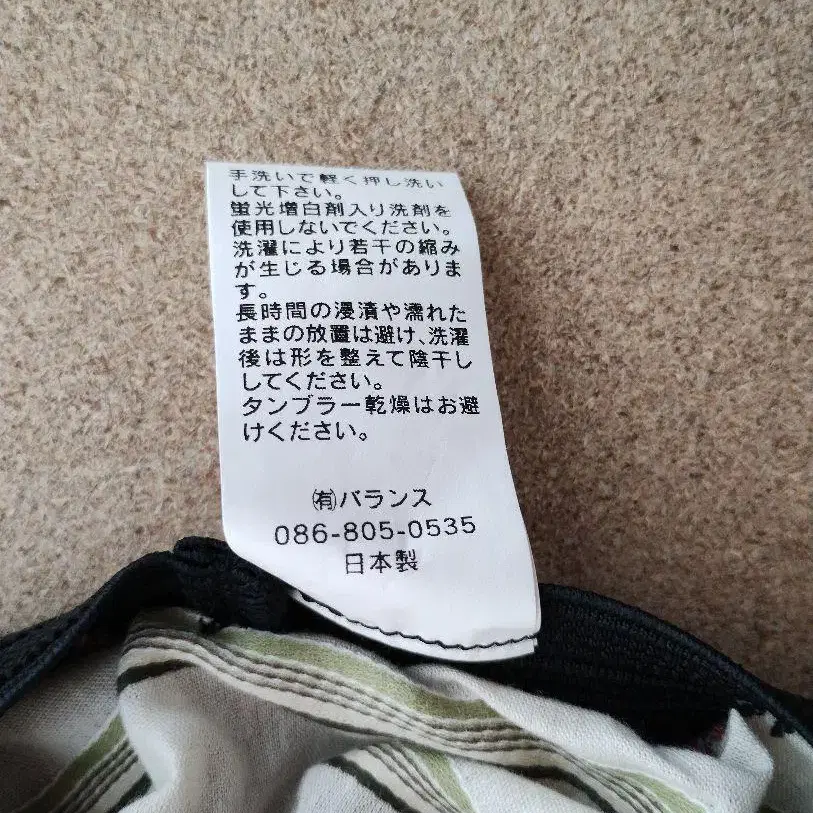 手洗いで軽く押し洗い
して下さい。
蛍光増白剤入り洗剤を
使用しないでください。
洗濯により若干の縮み
が生じる場合がありま
す。
長時間の浸漬や濡れた
ままの放置は避け、洗濯
後は形を整えて陰干し
してください。
タンブラー乾燥はお避
けください。
㈲バランス
086-805-0535
日本製